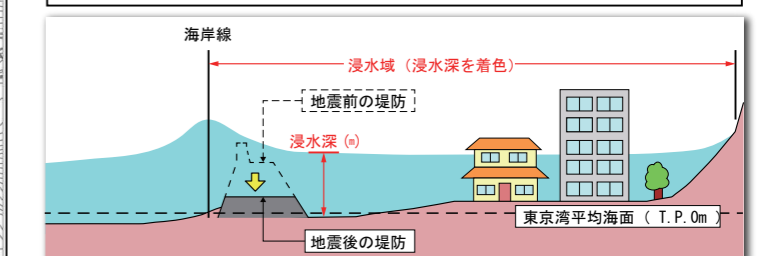 海岸線
浸水域（浸水深を着色）
地震前の堤防
浸水深(m)
東京湾平均海面（ T.P.0m ）
地震後の堤防